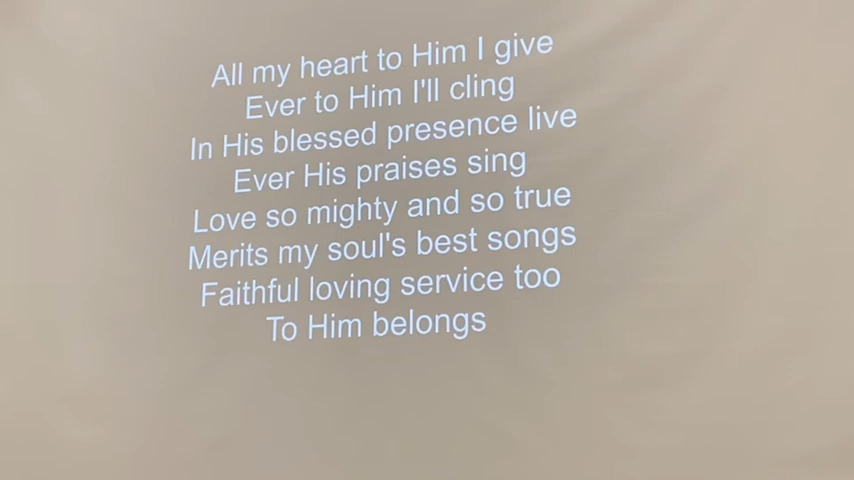 All my heart to Him I give
Ever to Him I'll cling
In His blessed presence live
Ever His praises sing
Love so mighty and so true
Merits my soul's best songs
Faithful loving service too
To Him belongs